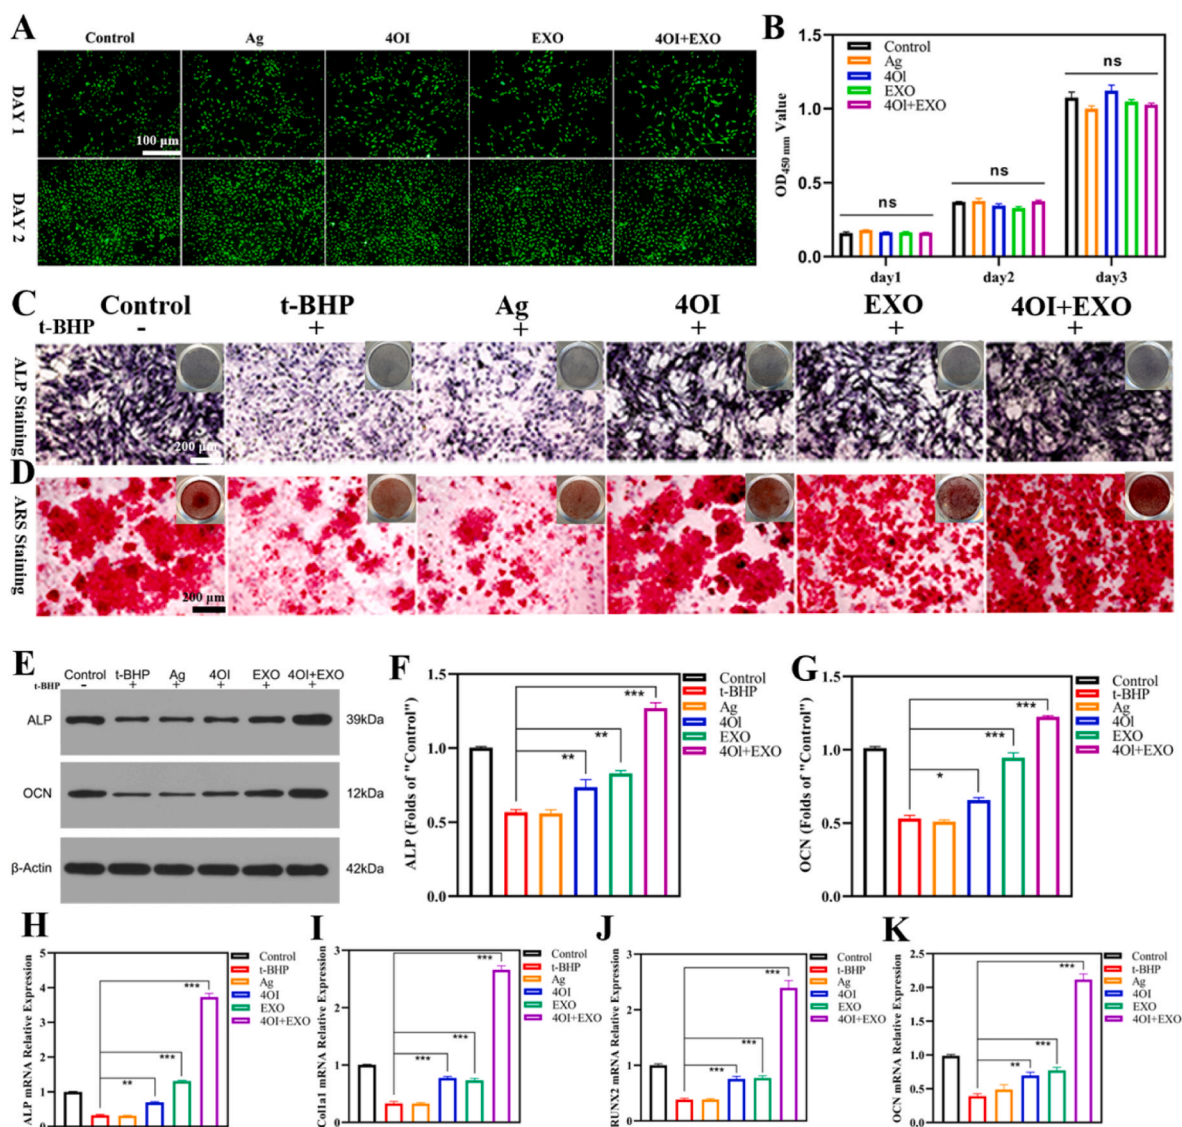 A
Control Ag 4OI EXO 4OI+EXO
DAY 1
100 μm
DAY 2
B
OD450 mm Value
1.5
1.0
0.5
0.0
Control
Ag
4OI
EXO
4OI+EXO
ns
ns
ns
day1 day2 day3
C Control t-BHP Ag 4OI EXO 4OI+EXO
t-BHP - + + + + +
ALP Staining
200 μm
D
ARS Staining
200 μm
E
Control t-BHP Ag 4OI EXO 4OI+EXO
t-BHP - + + + + +
ALP 39kDa
OCN 12kDa
β-Actin 42kDa
F
ALP (Folds of "Control")
1.5
1.0
0.5
0.0
** ** ***
Control
t-BHP
Ag
4OI
EXO
4OI+EXO
G
OCN (Folds of "Control")
1.5
1.0
0.5
0.0
* *** ***
Control
t-BHP
Ag
4OI
EXO
4OI+EXO
H
ALP mRNA Relative Expression
5
4
3
2
1
0
** *** ***
Control
t-BHP
Ag
4OI
EXO
4OI+EXO
I
Col1a1 mRNA Relative Expression
3
2
1
0
*** *** ***
Control
t-BHP
Ag
4OI
EXO
4OI+EXO
J
RUNX2 mRNA Relative Expression
3
2
1
0
*** *** ***
Control
t-BHP
Ag
4OI
EXO
4OI+EXO
K
OCN mRNA Relative Expression
2.5
2.0
1.5
1.0
0.5
0.0
** *** ***
Control
t-BHP
Ag
4OI
EXO
4OI+EXO